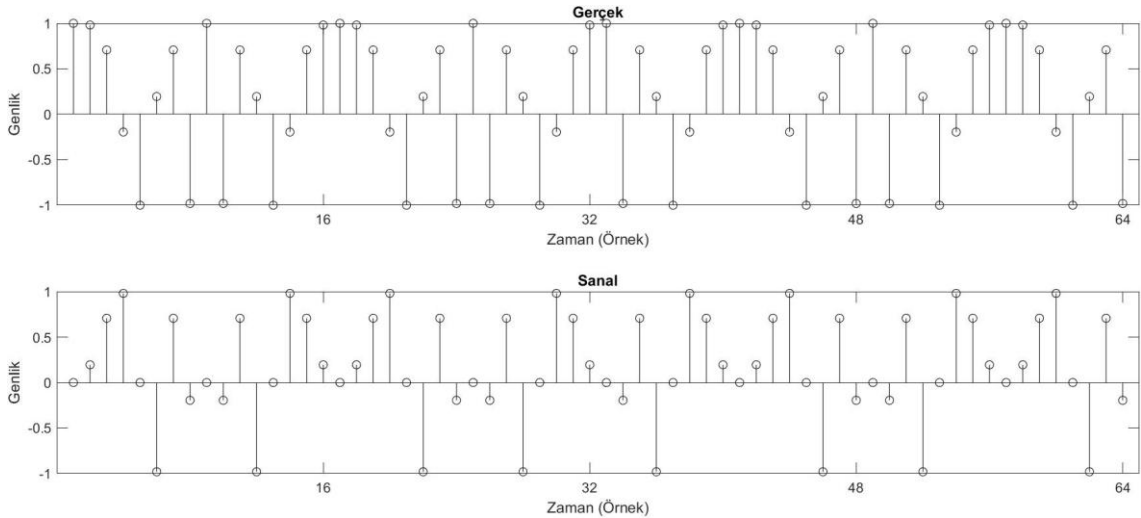 Gerçek
1
0.5
0
-0.5
-1
Genlik
16 32 48 64
Zaman (Örnek)
Sanal
1
0.5
0
-0.5
-1
Genlik
16 32 48 64
Zaman (Örnek)